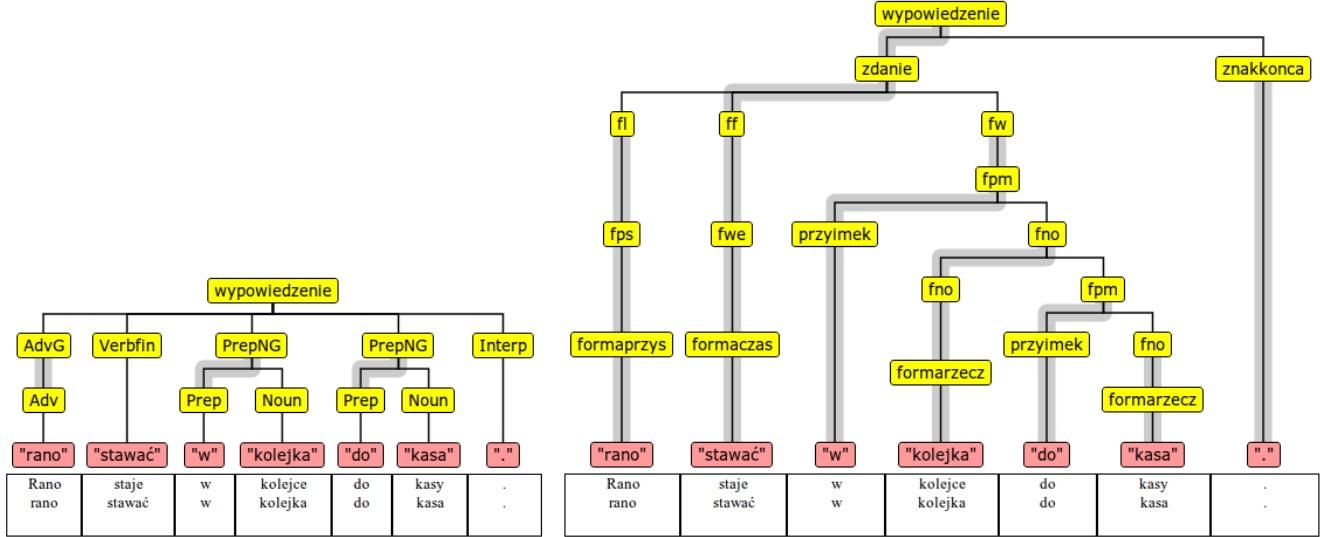 wypowiedzenie
AdvG Verbfin PrepNG PrepNG Interp
Adv Prep Noun Prep Noun
"rano" "stawać" "w" "kolejka" "do" "kasa" "."
Rano staje w kolejce do kasy .
rano stawać w kolejka do kasa .
wypowiedzenie
zdanie znakkonca
fl ff fw
fpm
fps fwe przyimek fno
fno fpm
formaprzys formaczas przyimek fno
formarzecz
formarzecz
"rano" "stawać" "w" "kolejka" "do" "kasa" "."
Rano staje w kolejce do kasy .
rano stawać w kolejka do kasa .